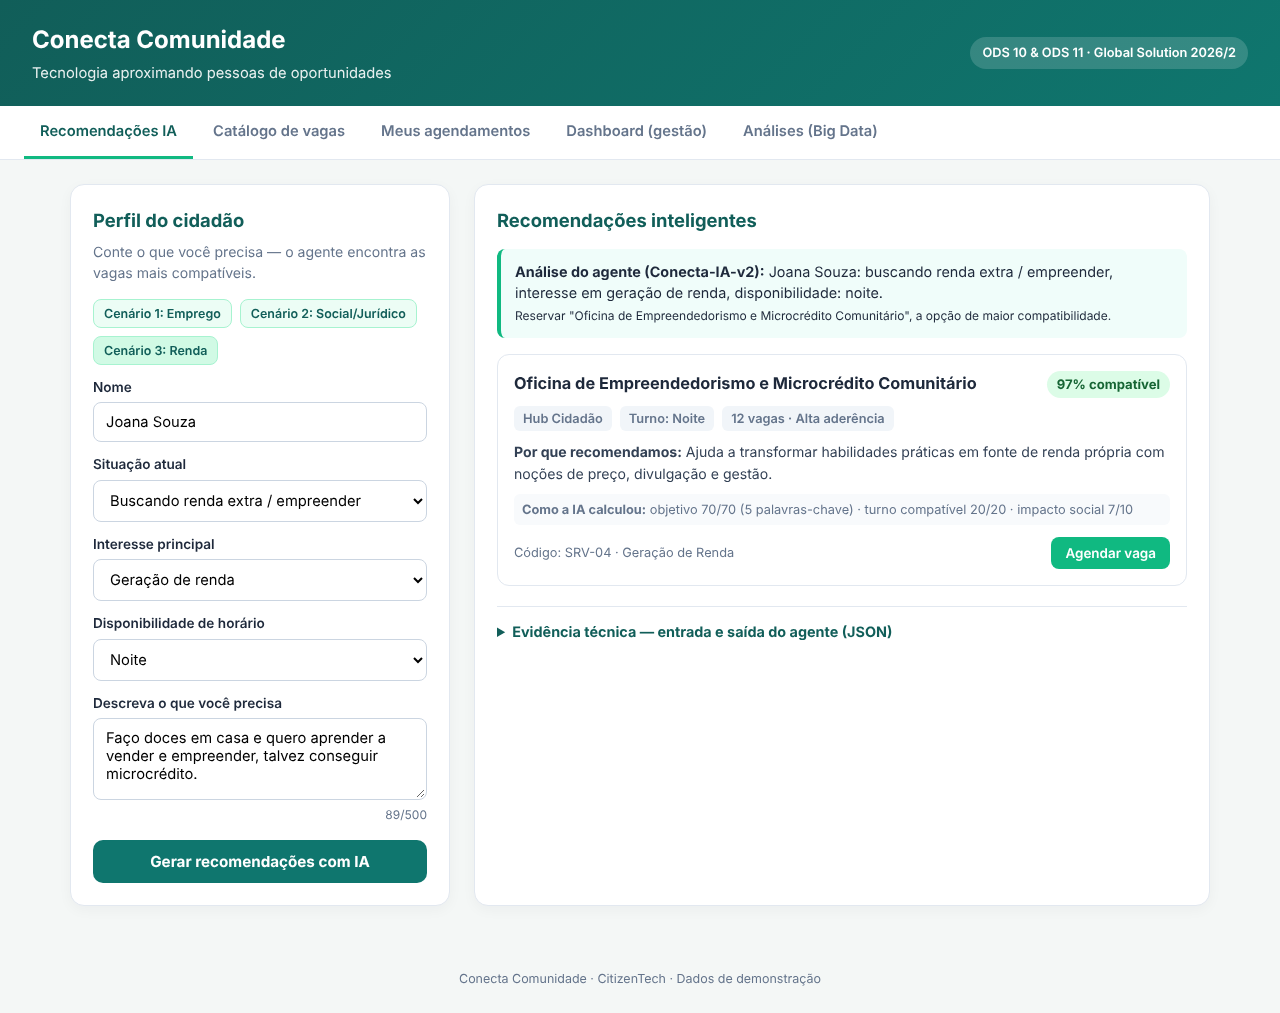 Conecta Comunidade
Tecnologia aproximando pessoas de oportunidades
ODS 10 & ODS 11 · Global Solution 2026/2
Recomendações IA
Catálogo de vagas
Meus agendamentos
Dashboard (gestão)
Análises (Big Data)
Perfil do cidadão
Conte o que você precisa — o agente encontra as
vagas mais compatíveis.
Cenário 1: Emprego
Cenário 2: Social/Jurídico
Cenário 3: Renda
Nome
Joana Souza
Situação atual
Buscando renda extra / empreender
Interesse principal
Geração de renda
Disponibilidade de horário
Noite
Descreva o que você precisa
Faço doces em casa e quero aprender a
vender e empreender, talvez conseguir
microcrédito.
89/500
Gerar recomendações com IA
Recomendações inteligentes
Análise do agente (Conecta-IA-v2): Joana Souza: buscando renda extra / empreender,
interesse em geração de renda, disponibilidade: noite.
Reservar "Oficina de Empreendedorismo e Microcrédito Comunitário", a opção de maior compatibilidade.
Oficina de Empreendedorismo e Microcrédito Comunitário
97% compatível
Hub Cidadão
Turno: Noite
12 vagas · Alta aderência
Por que recomendamos: Ajuda a transformar habilidades práticas em fonte de renda própria com
noções de preço, divulgação e gestão.
Como a IA calculou: objetivo 70/70 (5 palavras-chave) · turno compatível 20/20 · impacto social 7/10
Código: SRV-04 · Geração de Renda
Agendar vaga
Evidência técnica — entrada e saída do agente (JSON)
Conecta Comunidade · CitizenTech · Dados de demonstração